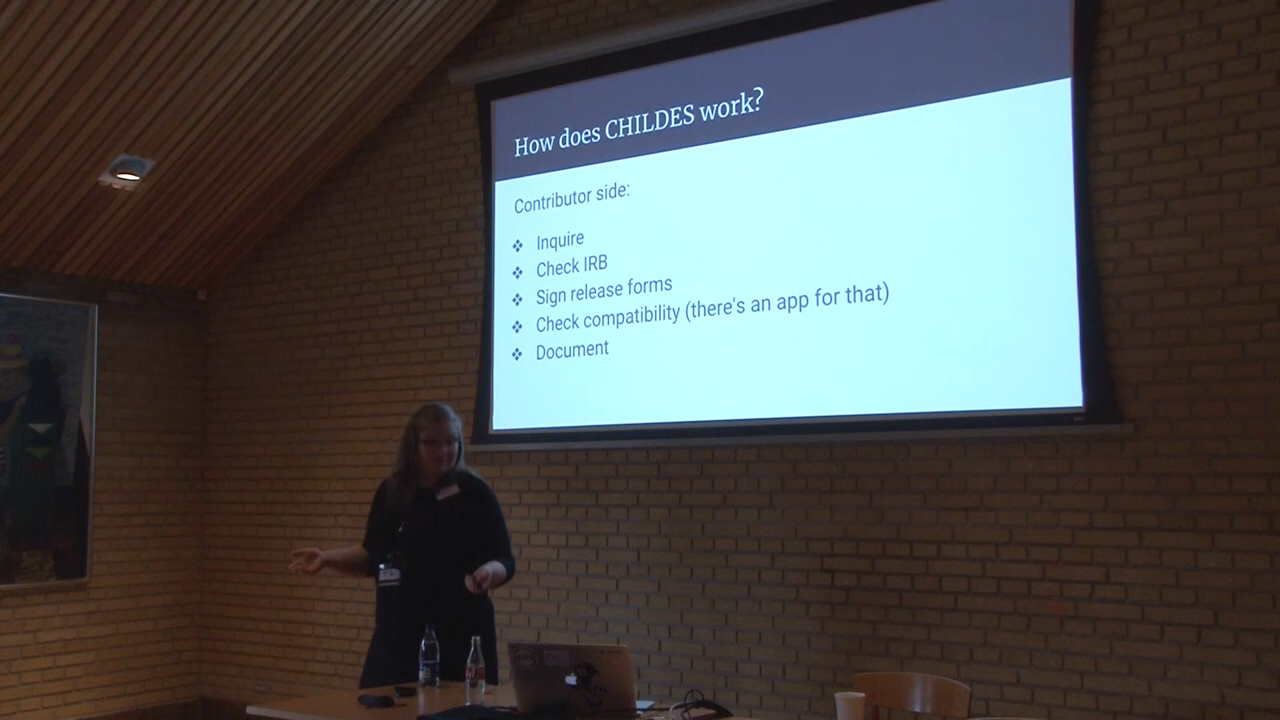 How does CHILDES work?
Contributor side:
❖ Inquire
❖ Check IRB
❖ Sign release forms
❖ Check compatibility (there's an app for that)
❖ Document